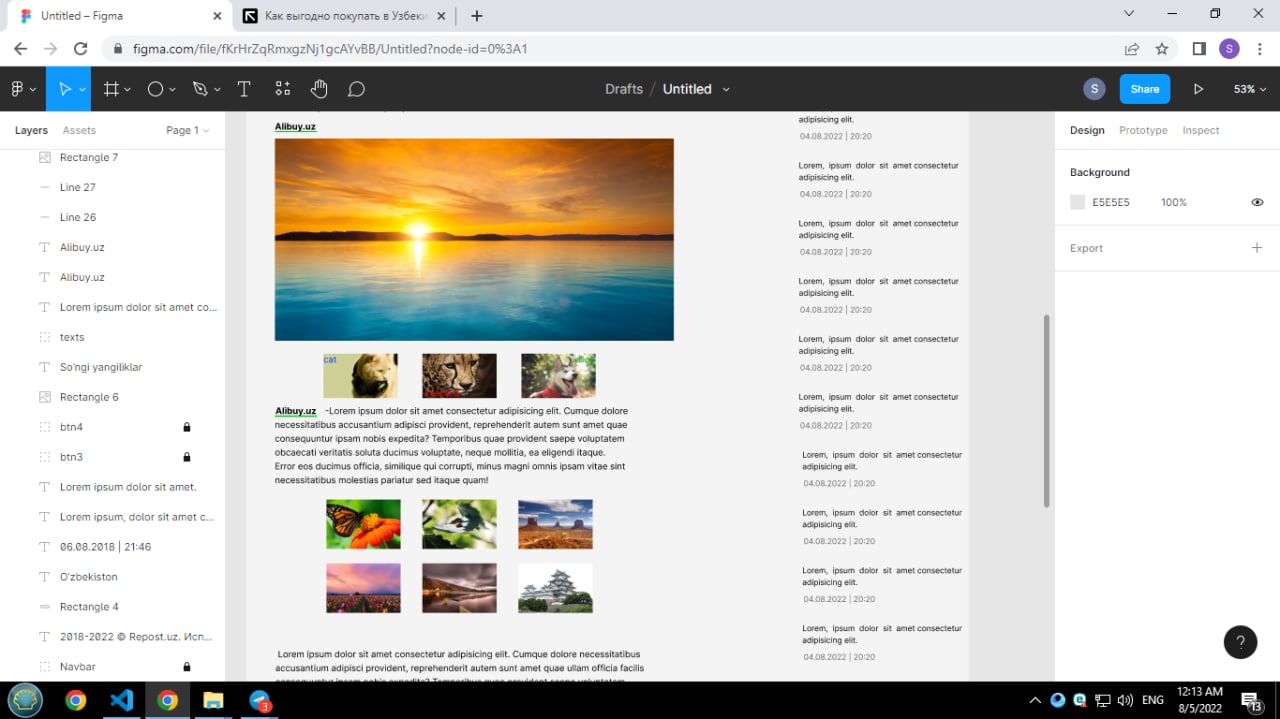 Untitled – Figma
Как выгодно покупать в Узбеки
figma.com/file/fKrHrZqRmxgzNj1gcAYvBB/Untitled?node-id=0%3A1
S
Drafts / Untitled
S
Share
53%
Layers
Assets
Page 1
Rectangle 7
Line 27
Line 26
Alibuy.uz
Alibuy.uz
Lorem ipsum dolor sit amet co...
texts
So'ngi yangiliklar
Rectangle 6
btn4
btn3
Lorem ipsum dolor sit amet.
Lorem ipsum, dolor sit amet c...
06.08.2018 | 21:46
O'zbekiston
Rectangle 4
2018-2022 © Repost.uz. Исп...
Navbar
Alibuy.uz
cat
Alibuy.uz -Lorem ipsum dolor sit amet consectetur adipisicing elit. Cumque dolore
necessitatibus accusantium adipisci provident, reprehenderit autem sunt amet quae
consequuntur ipsam nobis expedita? Temporibus quae provident saepe voluptatem
obcaecati veritatis soluta ducimus voluptate, neque mollitia, ea eligendi itaque.
Error eos ducimus officia, similique qui corrupti, minus magni omnis ipsam vitae sint
necessitatibus molestias pariatur sed itaque quam!
Lorem ipsum dolor sit amet consectetur adipisicing elit. Cumque dolore necessitatibus
accusantium adipisci provident, reprehenderit autem sunt amet quae ullam officia facilis
consequuntur ipsam nobis expedita? Temporibus quae provident saepe voluptatem
adipisicing elit.
04.08.2022 | 20:20
Lorem, ipsum dolor sit amet consectetur
adipisicing elit.
04.08.2022 | 20:20
Lorem, ipsum dolor sit amet consectetur
adipisicing elit.
04.08.2022 | 20:20
Lorem, ipsum dolor sit amet consectetur
adipisicing elit.
04.08.2022 | 20:20
Lorem, ipsum dolor sit amet consectetur
adipisicing elit.
04.08.2022 | 20:20
Lorem, ipsum dolor sit amet consectetur
adipisicing elit.
04.08.2022 | 20:20
Lorem, ipsum dolor sit amet consectetur
adipisicing elit.
04.08.2022 | 20:20
Lorem, ipsum dolor sit amet consectetur
adipisicing elit.
04.08.2022 | 20:20
Lorem, ipsum dolor sit amet consectetur
adipisicing elit.
04.08.2022 | 20:20
Lorem, ipsum dolor sit amet consectetur
adipisicing elit.
04.08.2022 | 20:20
Design
Prototype
Inspect
Background
E5E5E5
100%
Export
?
3
ENG
12:13 AM
8/5/2022
13